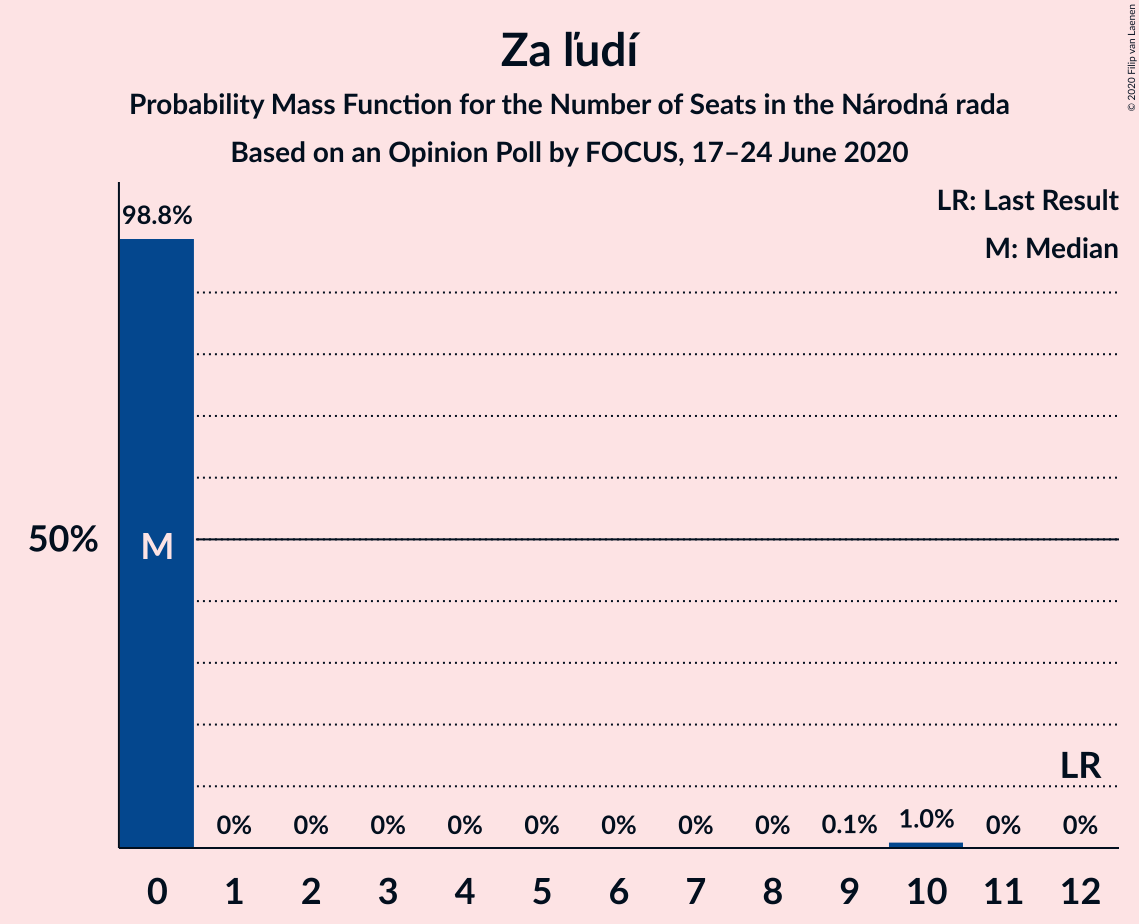 Za ľudí
Probability Mass Function for the Number of Seats in the Národná rada
Based on an Opinion Poll by FOCUS, 17–24 June 2020
© 2020 Filip van Laenen
LR: Last Result
M: Median
98.8%
50%
M
LR
0% 0% 0% 0% 0% 0% 0% 0% 0.1% 1.0% 0% 0%
0 1 2 3 4 5 6 7 8 9 10 11 12